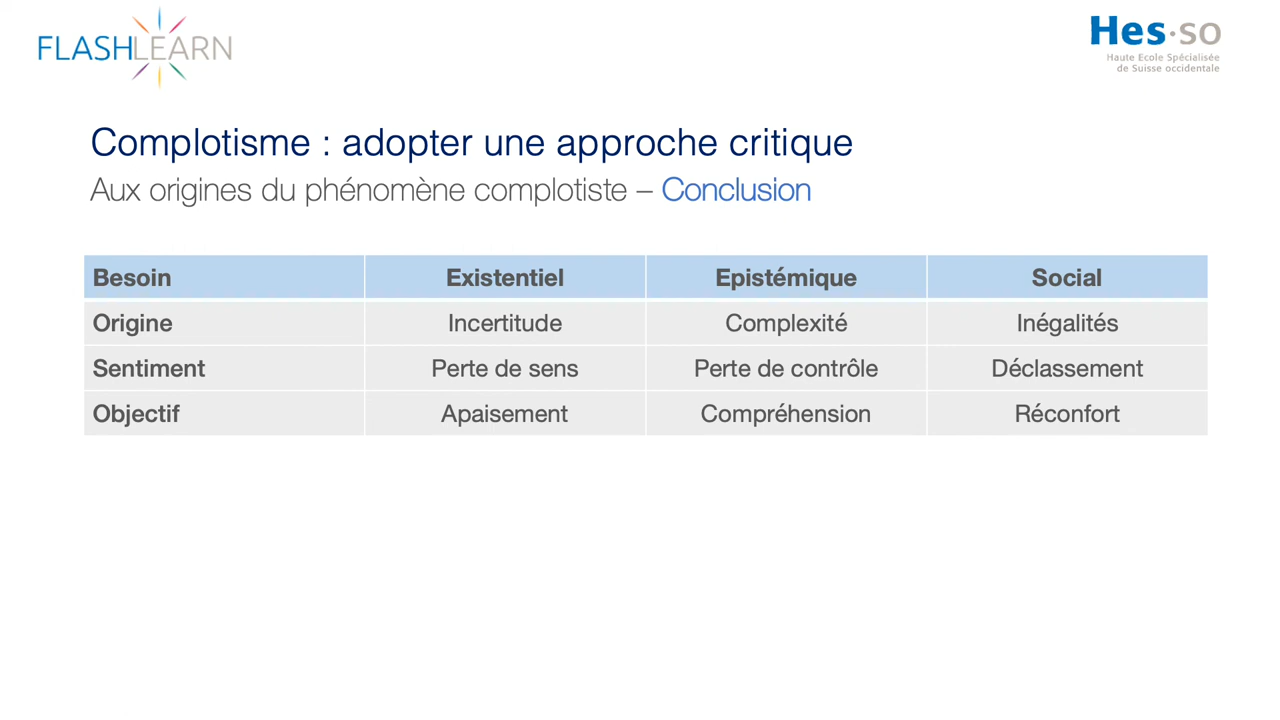 FLASHLEARN
Hes·so
Haute Ecole Spécialisée
de Suisse occidentale
Complotisme : adopter une approche critique
Aux origines du phénomène complotiste – Conclusion
Besoin Existentiel Epistémique Social
Origine Incertitude Complexité Inégalités
Sentiment Perte de sens Perte de contrôle Déclassement
Objectif Apaisement Compréhension Réconfort